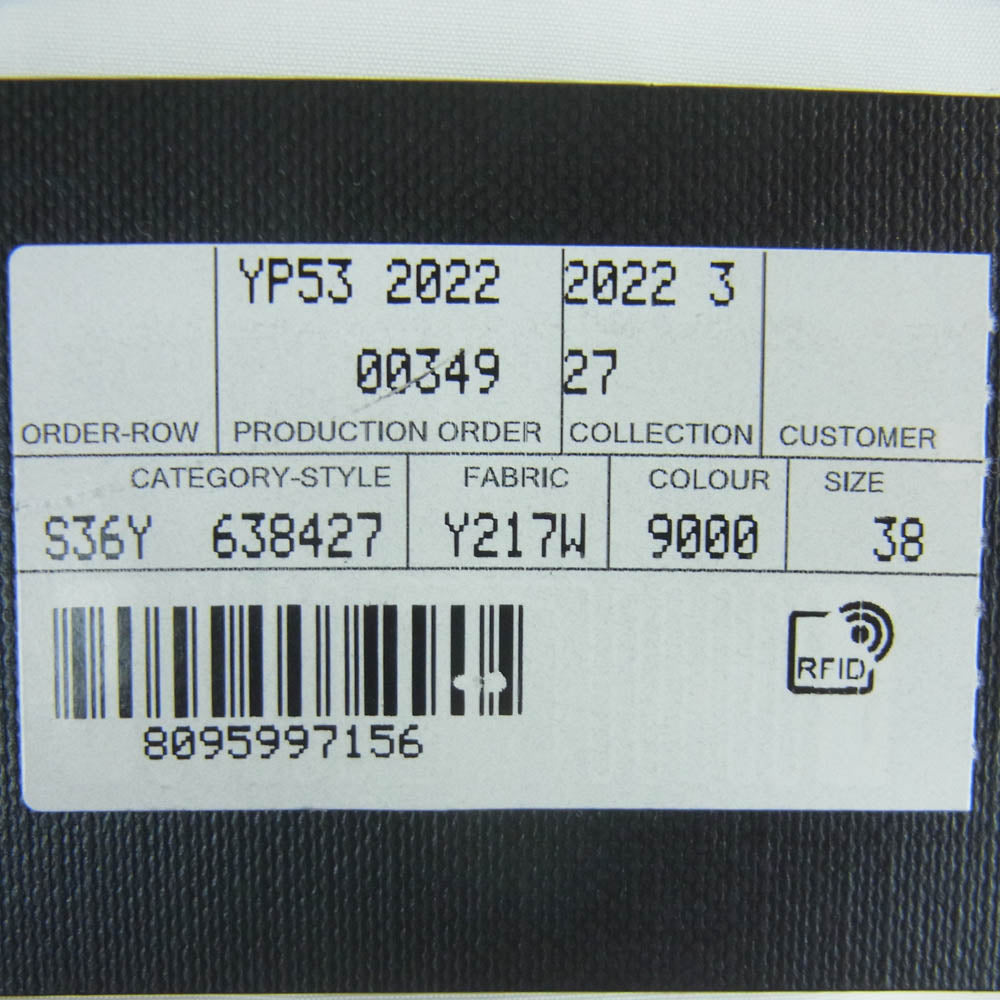 YP53 2022 2022 3
00349 27
ORDER-ROW PRODUCTION ORDER COLLECTION CUSTOMER
CATEGORY-STYLE FABRIC COLOUR SIZE
S36Y 638427 Y217W 9000 38
RFID
8095997156